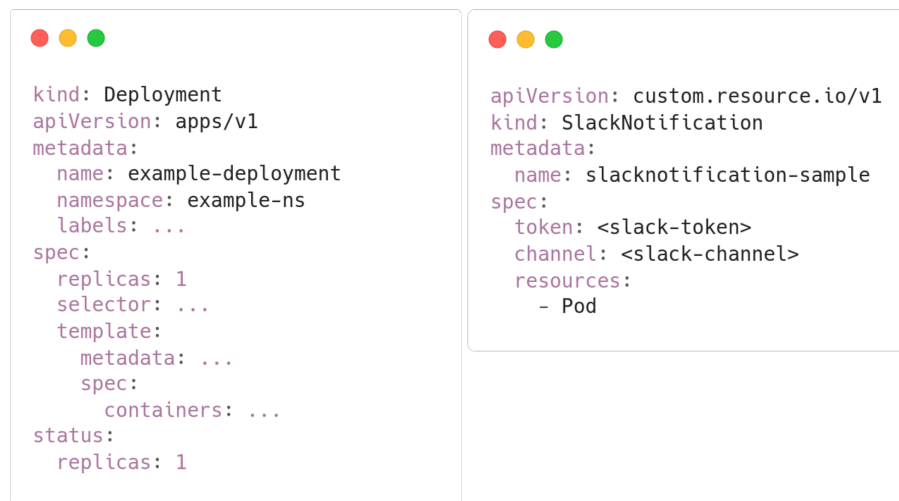 kind: Deployment
apiVersion: apps/v1
metadata:
  name: example-deployment
  namespace: example-ns
  labels: ...
spec:
  replicas: 1
  selector: ...
  template:
    metadata: ...
    spec:
      containers: ...
status:
  replicas: 1
apiVersion: custom.resource.io/v1
kind: SlackNotification
metadata:
  name: slacknotification-sample
spec:
  token: <slack-token>
  channel: <slack-channel>
  resources:
    - Pod